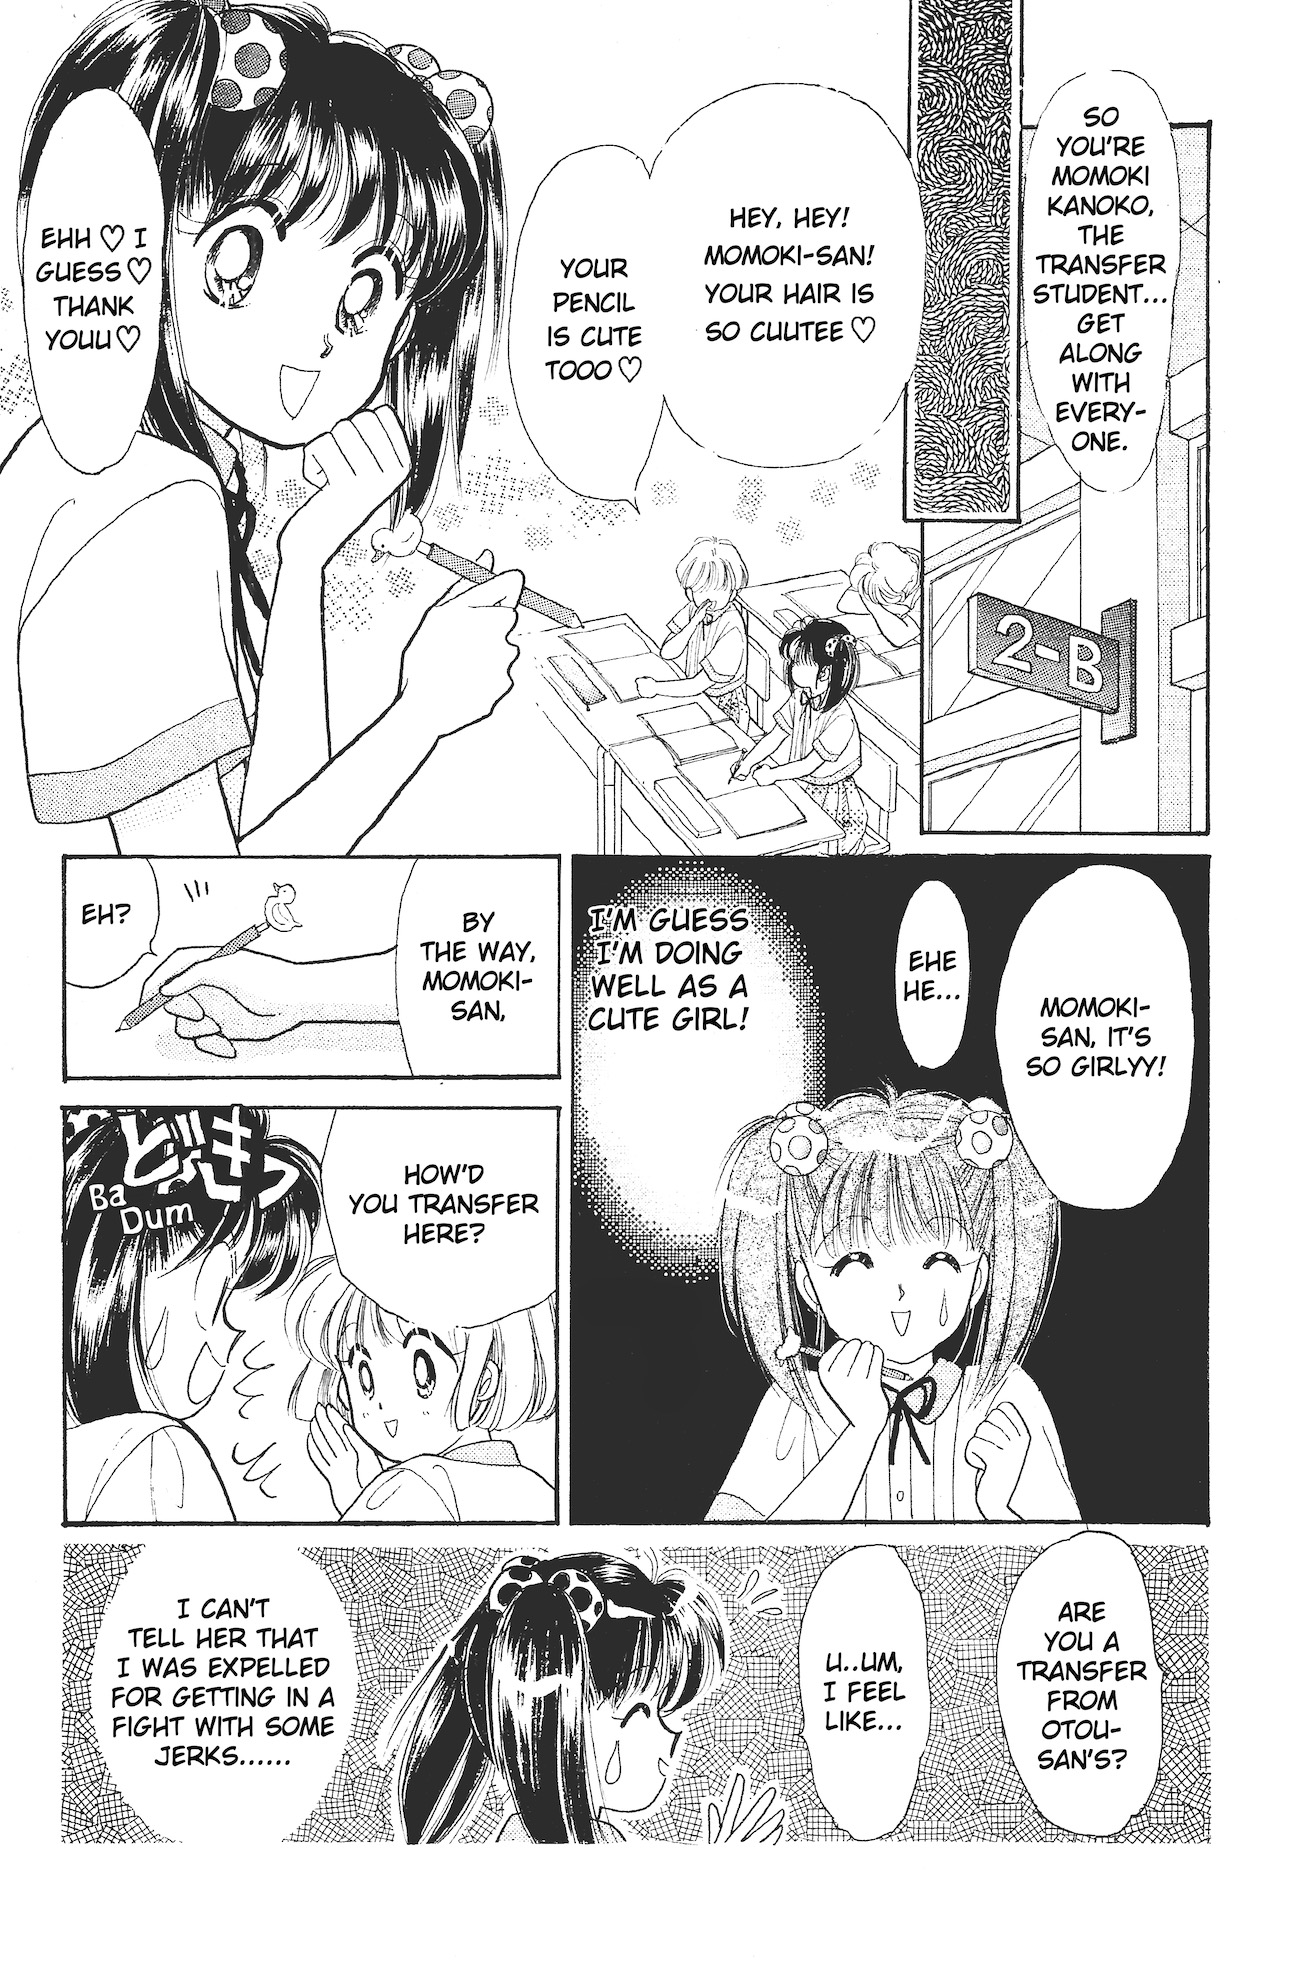 SO
YOU'RE
MOMOKI
KANOKO,
THE
TRANSFER
STUDENT...
GET
ALONG
WITH
EVERY-
ONE.
2-B
HEY, HEY!
MOMOKI-SAN!
YOUR HAIR IS
SO CUUTEE ♡
YOUR
PENCIL
IS CUTE
TOOO ♡
EHH ♡ I
GUESS ♡
THANK
YOUU ♡
MOMOKI-
SAN, IT'S
SO GIRLYY!
EHE
HE...
I'M GUESS
I'M DOING
WELL AS A
CUTE GIRL!
BY
THE WAY,
MOMOKI-
SAN,
EH?
HOW'D
YOU TRANSFER
HERE?
どきっ
Ba
Dum
ARE
YOU A
TRANSFER
FROM
OTOU-
SAN'S?
U..UM,
I FEEL
LIKE...
I CAN'T
TELL HER THAT
I WAS EXPELLED
FOR GETTING IN A
FIGHT WITH SOME
JERKS......